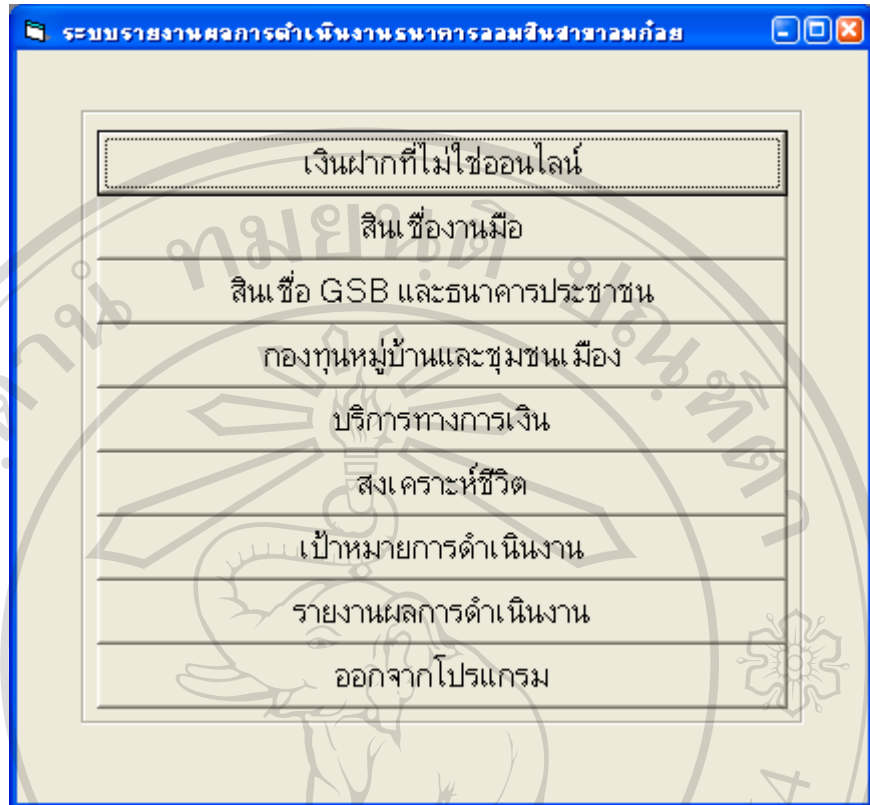 ระบบรายงานผลการดำเนินงานธนาคารออมสินสาขาอมก๋อย
เงินฝากที่ไม่ใช่ออนไลน์
สินเชื่องานมือ
สินเชื่อ GSB และธนาคารประชาชน
กองทุนหมู่บ้านและชุมชนเมือง
บริการทางการเงิน
สงเคราะห์ชีวิต
เป้าหมายการดำเนินงาน
รายงานผลการดำเนินงาน
ออกจากโปรแกรม